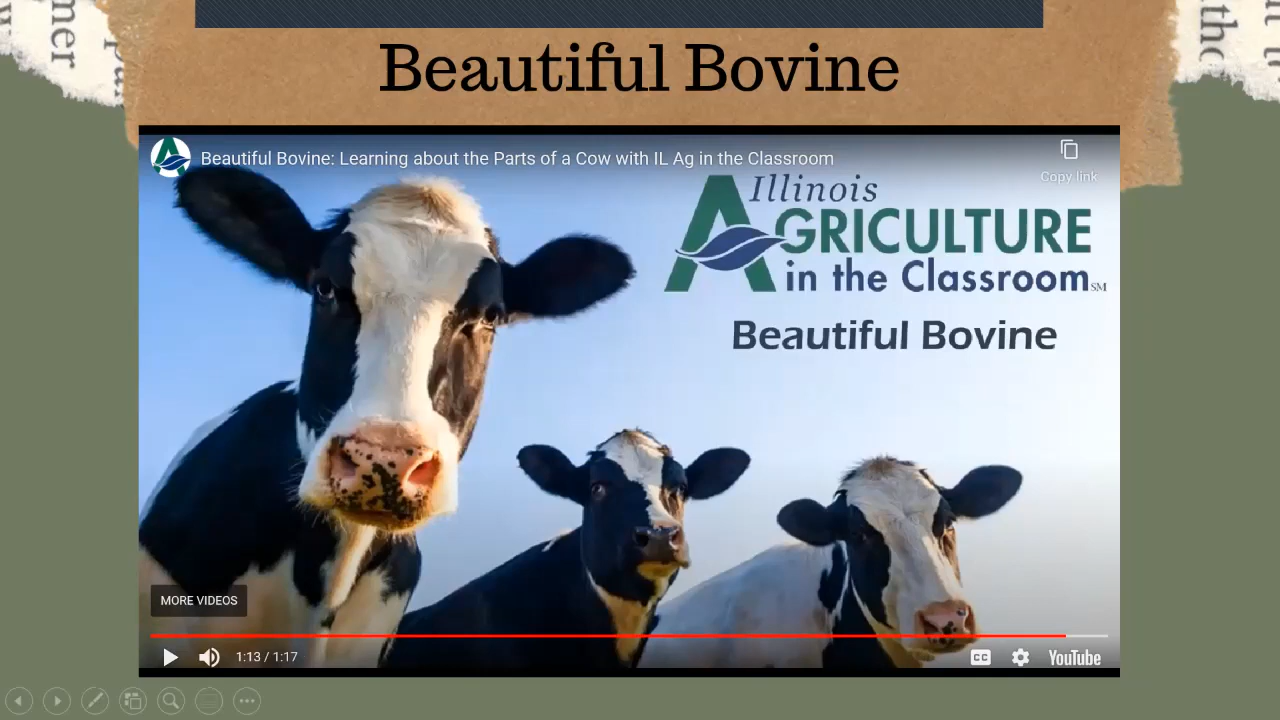 mer
Beautiful Bovine
Beautiful Bovine: Learning about the Parts of a Cow with IL Ag in the Classroom
Copy link
Illinois
AGRICULTURE
in the Classroom SM
Beautiful Bovine
MORE VIDEOS
1:13 / 1:17
CC
YouTube